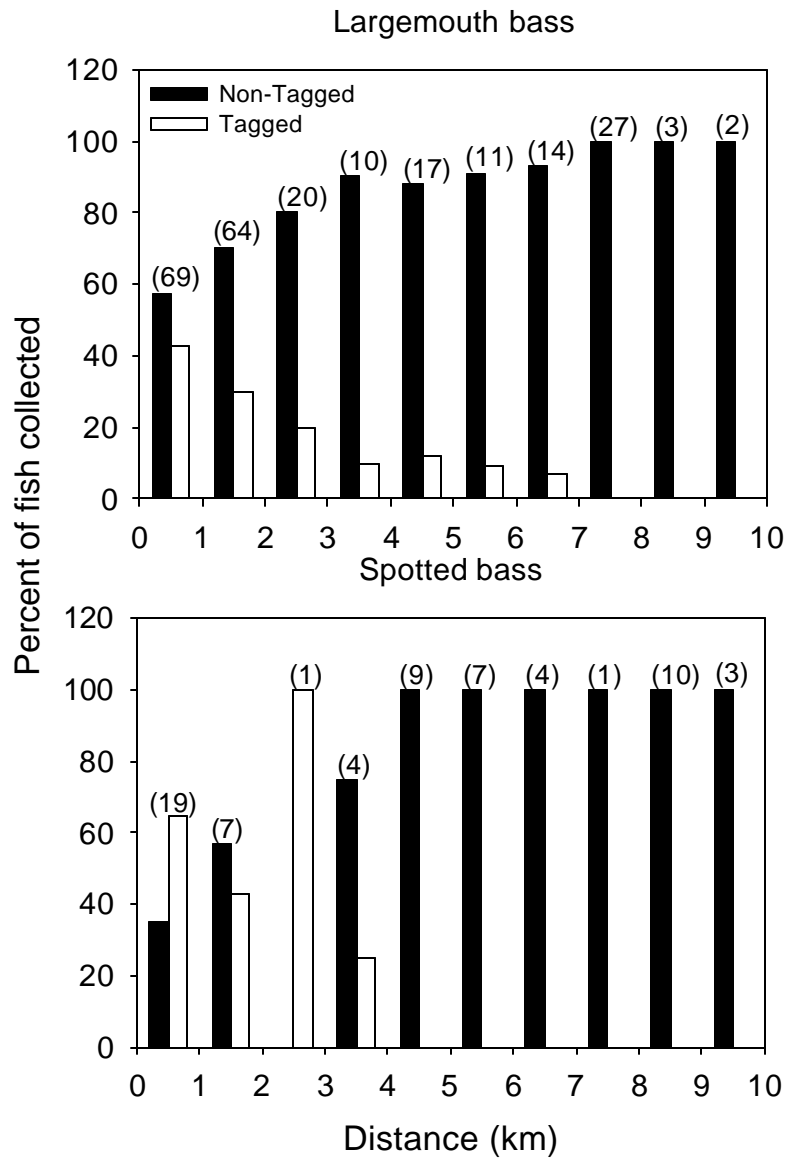 Largemouth bass
120
Non-Tagged
Tagged
100
(69) (64) (20) (10) (17) (11) (14) (27) (3) (2)
80
60
40
20
0
0 1 2 3 4 5 6 7 8 9 10
Percent of fish collected
Spotted bass
120
100
(19) (7) (1) (4) (9) (7) (4) (1) (10) (3)
80
60
40
20
0
0 1 2 3 4 5 6 7 8 9 10
Distance (km)